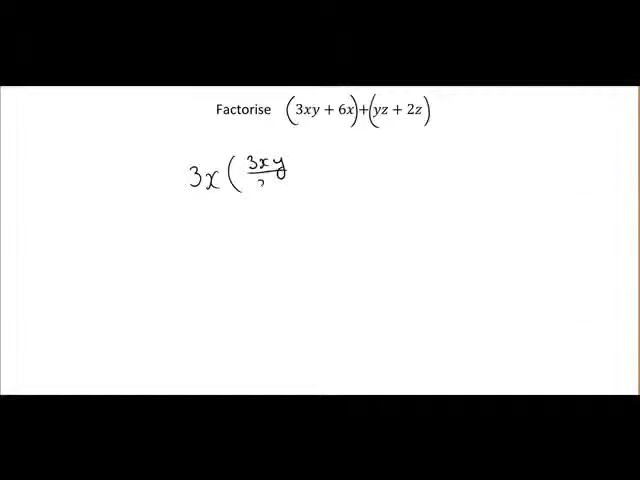 Factorise (3xy + 6x)+(yz + 2z)
3x ( 3xy